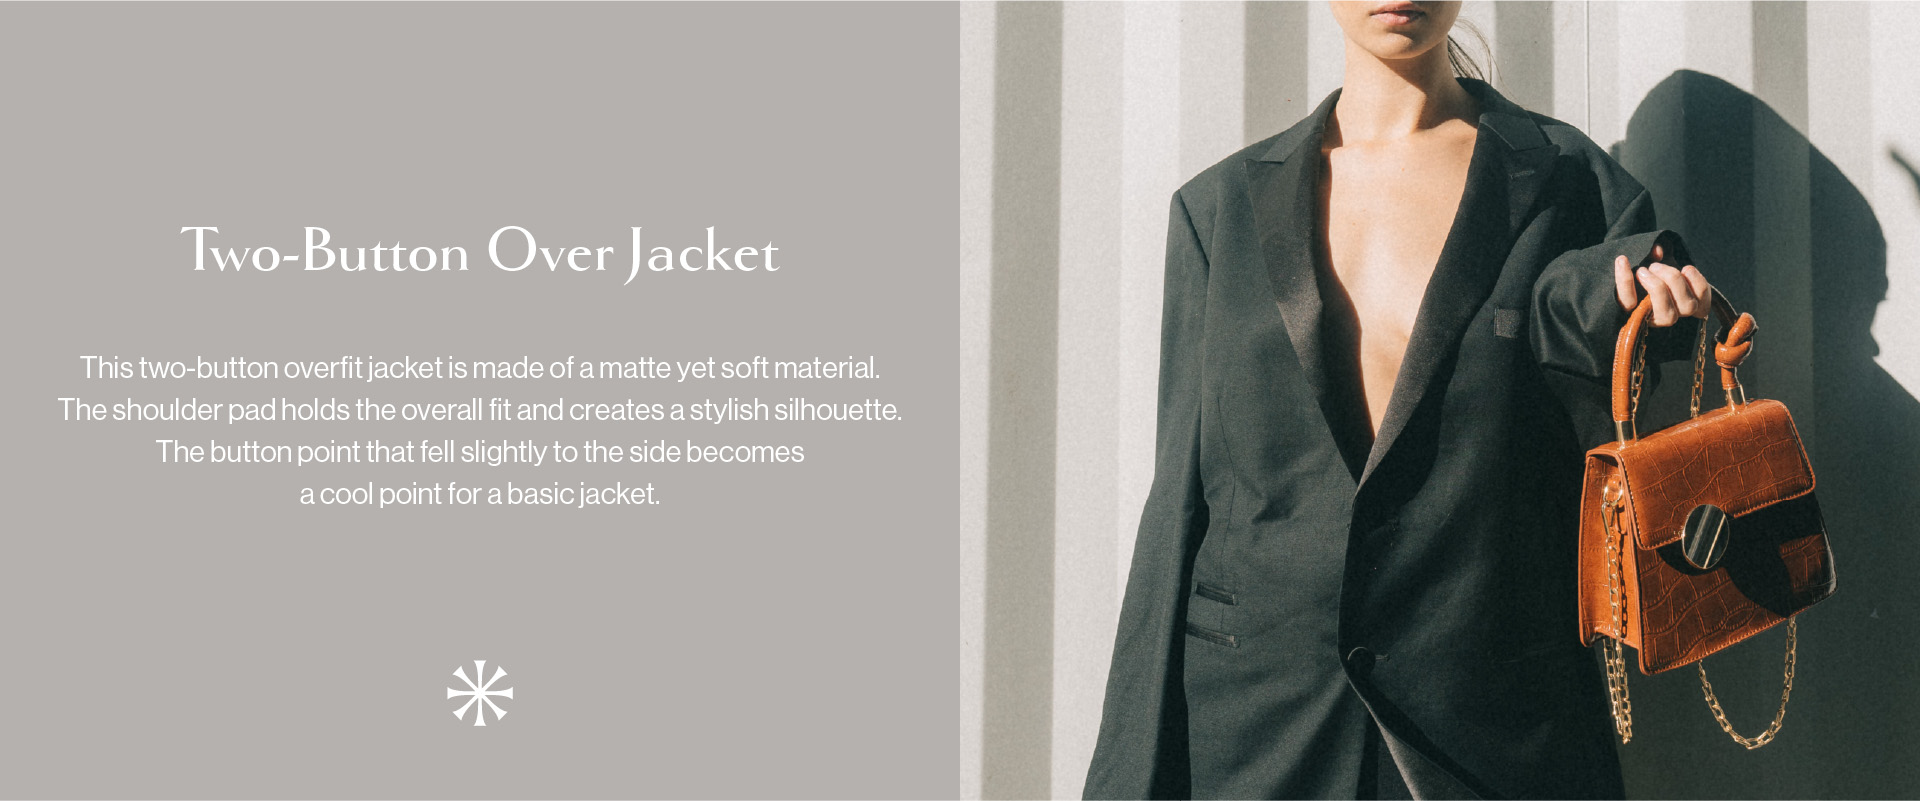 Two-Button Over Jacket
This two-button overfit jacket is made of a matte yet soft material.
The shoulder pad holds the overall fit and creates a stylish silhouette.
The button point that fell slightly to the side becomes
a cool point for a basic jacket.